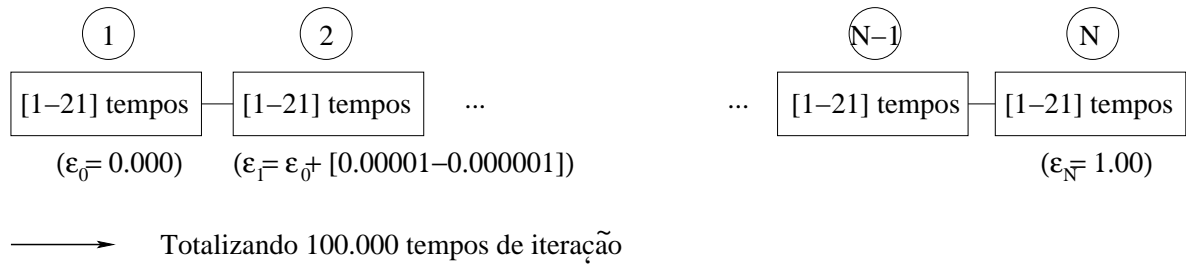 1 2 N–1 N
[1–21] tempos [1–21] tempos ... ... [1–21] tempos [1–21] tempos
(ε0= 0.000) (ε1= ε0+ [0.00001–0.000001]) (εN= 1.00)
Totalizando 100.000 tempos de iteração